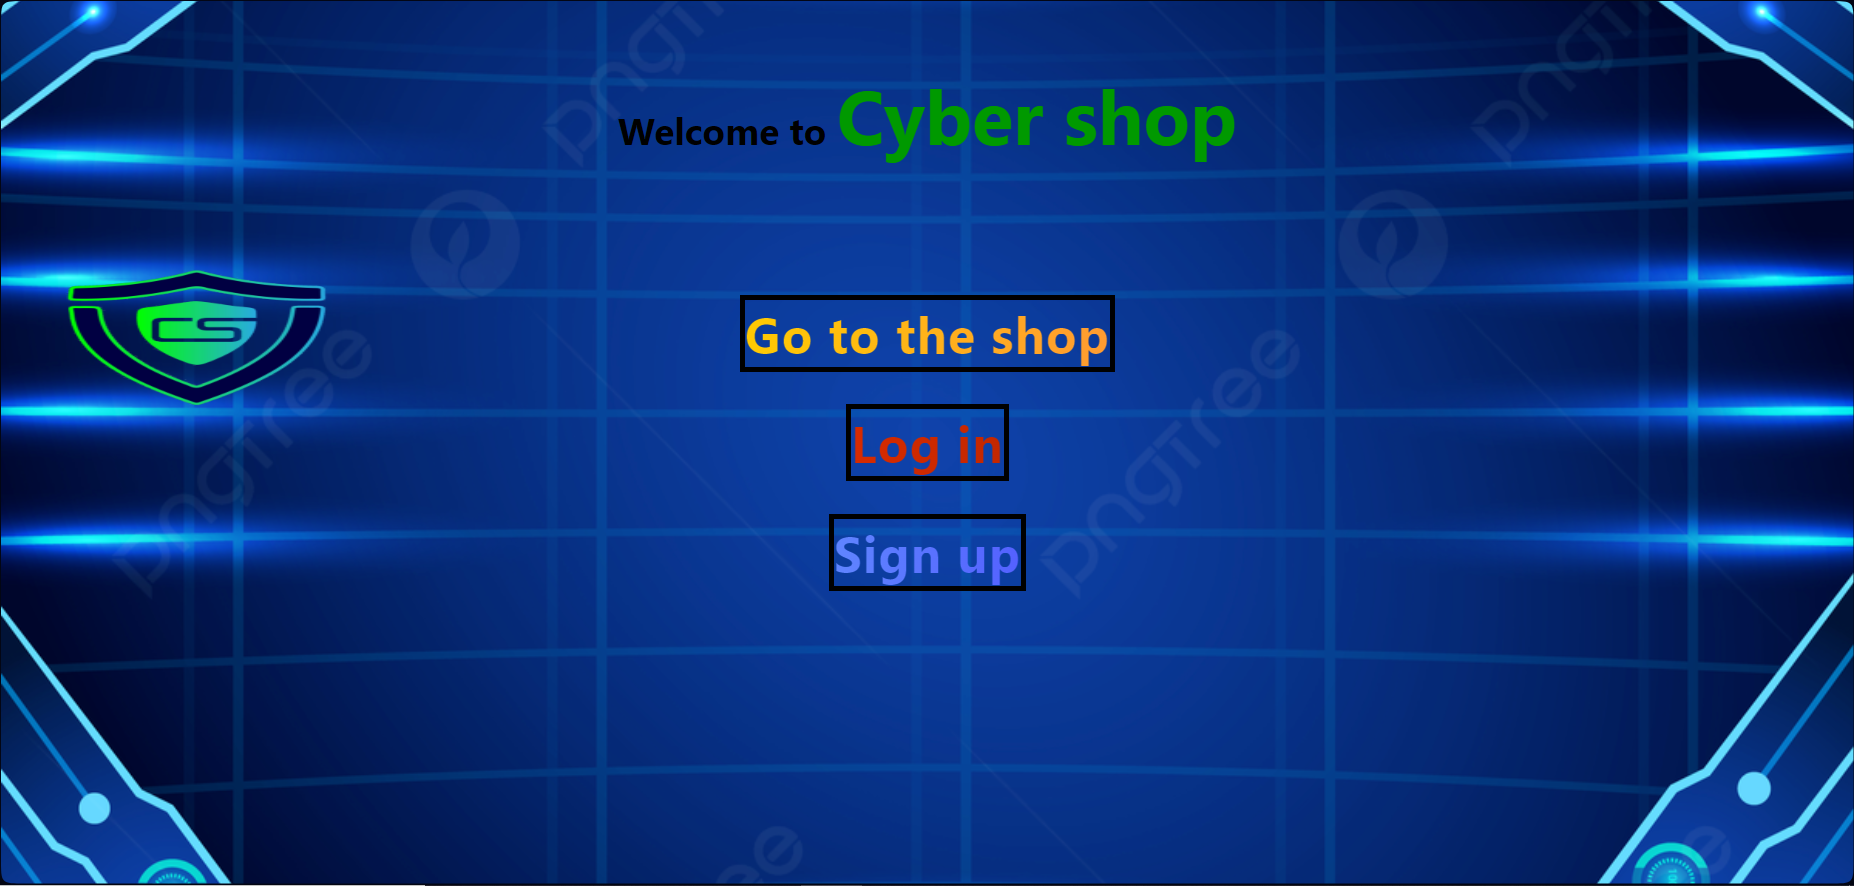 pngtree
pngtree
Welcome to Cyber shop
CS
Go to the shop
pngtree
pngtree
Log in
Sign up